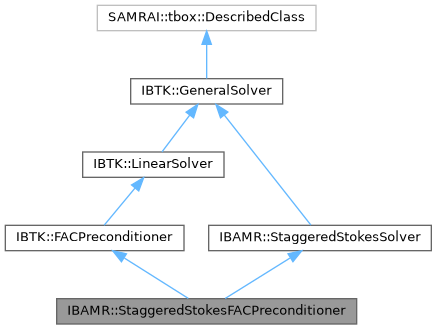 SAMRAI::tbox::DescribedClass
IBTK::GeneralSolver
IBTK::LinearSolver
IBTK::FACPreconditioner
IBAMR::StaggeredStokesSolver
IBAMR::StaggeredStokesFACPreconditioner